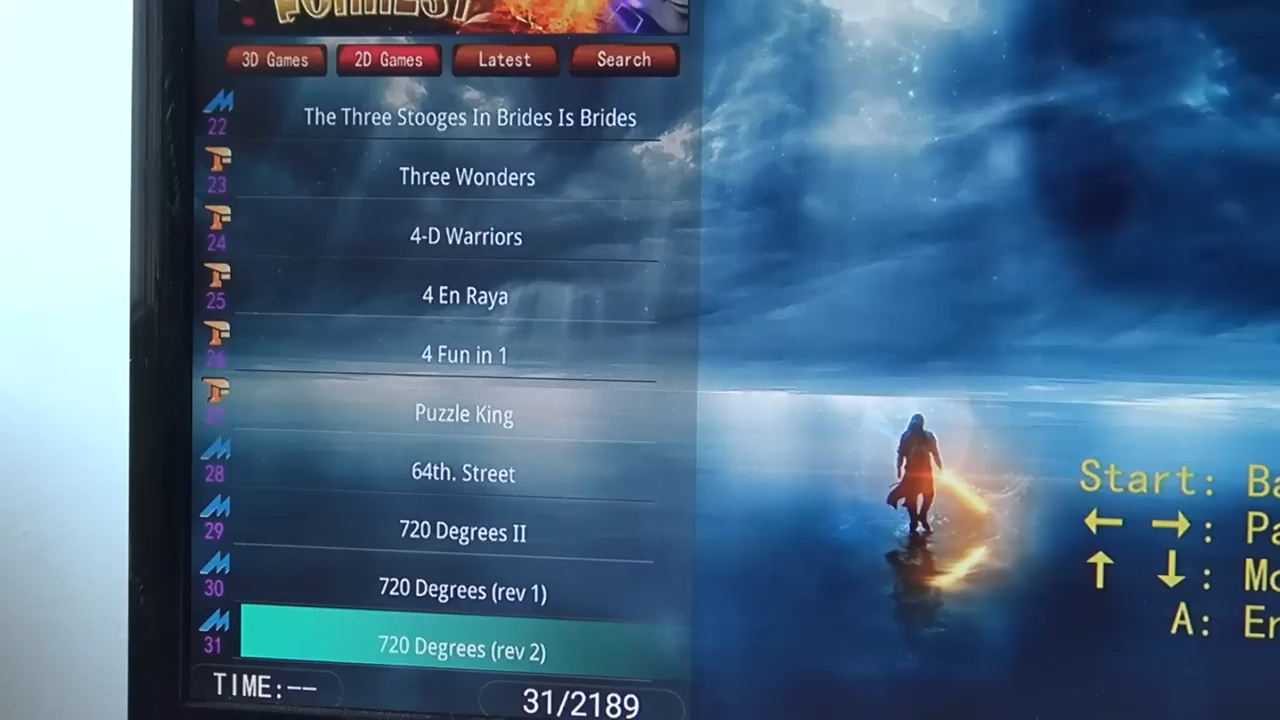 3D Games 2D Games Latest Search
22 The Three Stooges In Brides Is Brides
23 Three Wonders
24 4-D Warriors
25 4 En Raya
26 4 Fun in 1
Puzzle King
28 64th. Street
29 720 Degrees II
30 720 Degrees (rev 1)
31 720 Degrees (rev 2)
TIME:-- 31/2189
Start:
← →:
↑ ↓:
A: